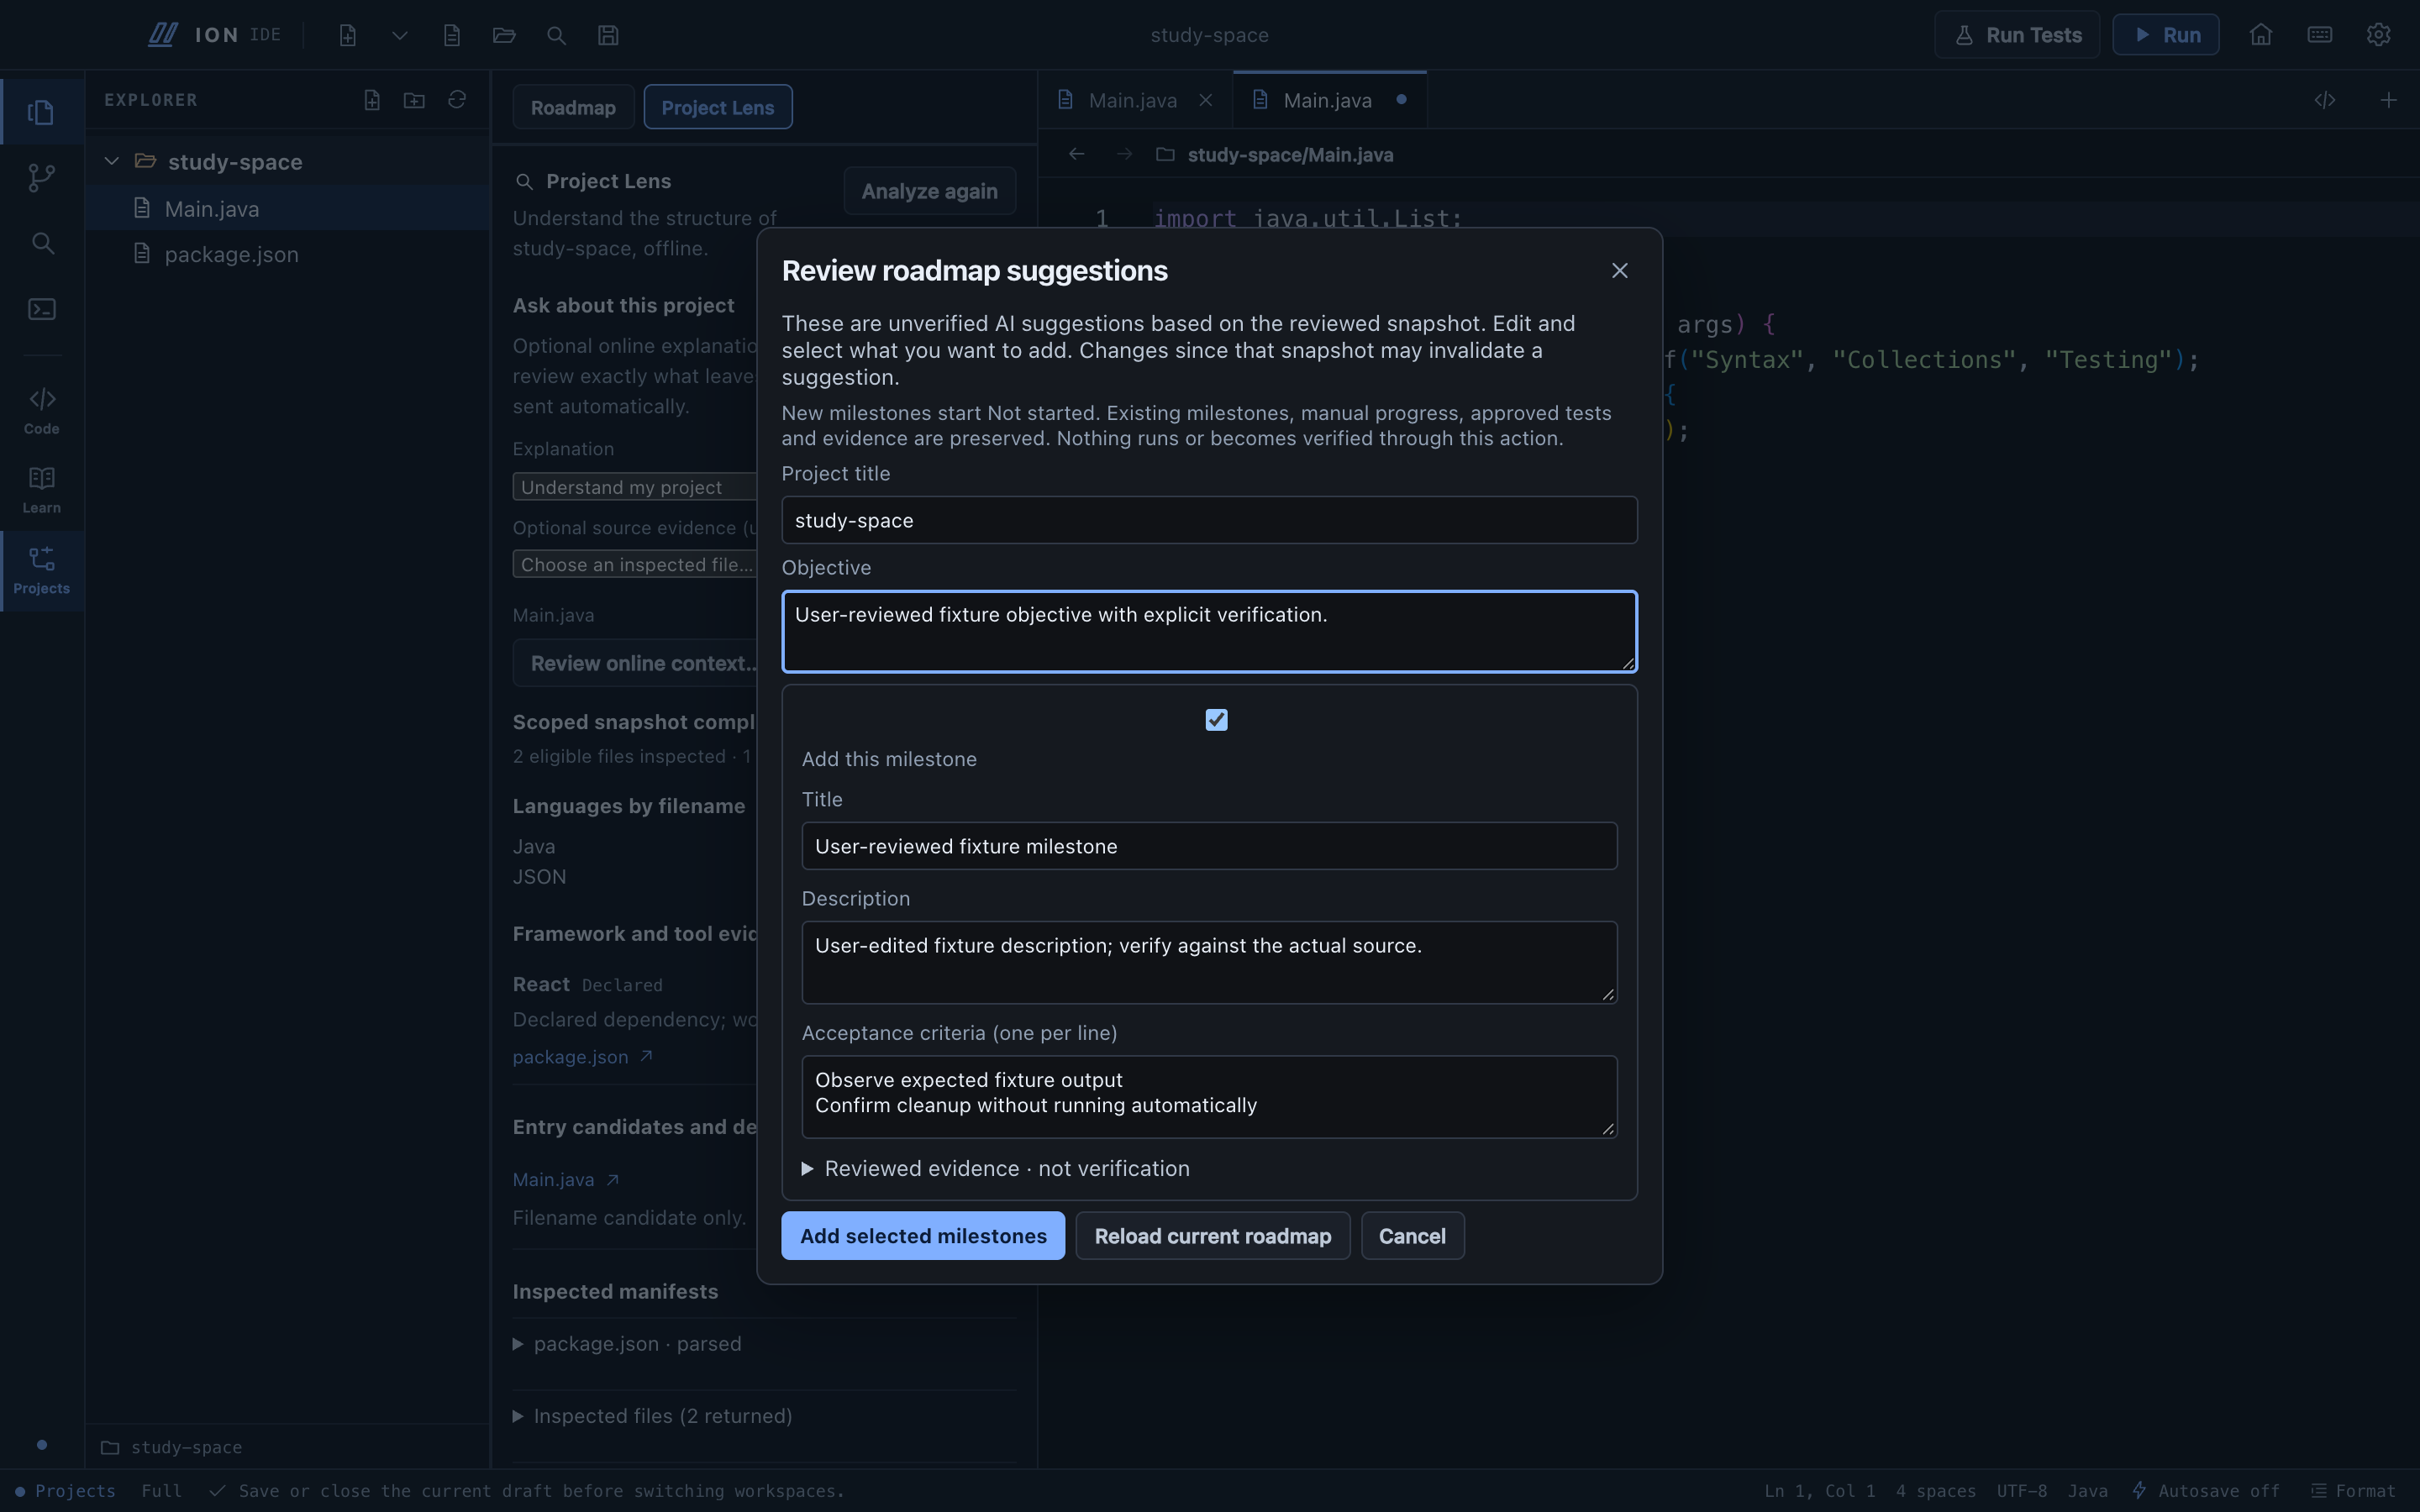 ION IDE
study-space
Run Tests
Run
EXPLORER
study-space
Main.java
package.json
Code
Learn
Projects
study-space
Roadmap
Project Lens
Project Lens
Analyze again
Understand the structure of
study-space, offline.
Ask about this project
Optional online explanatio
review exactly what leave
sent automatically.
Explanation
Understand my project
Optional source evidence (u
Choose an inspected file...
Main.java
Review online context..
Scoped snapshot compl
2 eligible files inspected · 1
Languages by filename
Java
JSON
Framework and tool evid
React Declared
Declared dependency; wo
package.json ↗
Entry candidates and de
Main.java ↗
Filename candidate only.
Inspected manifests
package.json · parsed
Inspected files (2 returned)
Main.java
Main.java
study-space/Main.java
1 import java.util.List;
args) {
f("Syntax", "Collections", "Testing");
{
);
Review roadmap suggestions
These are unverified AI suggestions based on the reviewed snapshot. Edit and
select what you want to add. Changes since that snapshot may invalidate a
suggestion.
New milestones start Not started. Existing milestones, manual progress, approved tests
and evidence are preserved. Nothing runs or becomes verified through this action.
Project title
study-space
Objective
User-reviewed fixture objective with explicit verification.
Add this milestone
Title
User-reviewed fixture milestone
Description
User-edited fixture description; verify against the actual source.
Acceptance criteria (one per line)
Observe expected fixture output
Confirm cleanup without running automatically
Reviewed evidence · not verification
Add selected milestones
Reload current roadmap
Cancel
Projects Full Save or close the current draft before switching workspaces.
Ln 1, Col 1 4 spaces UTF-8 Java Autosave off Format